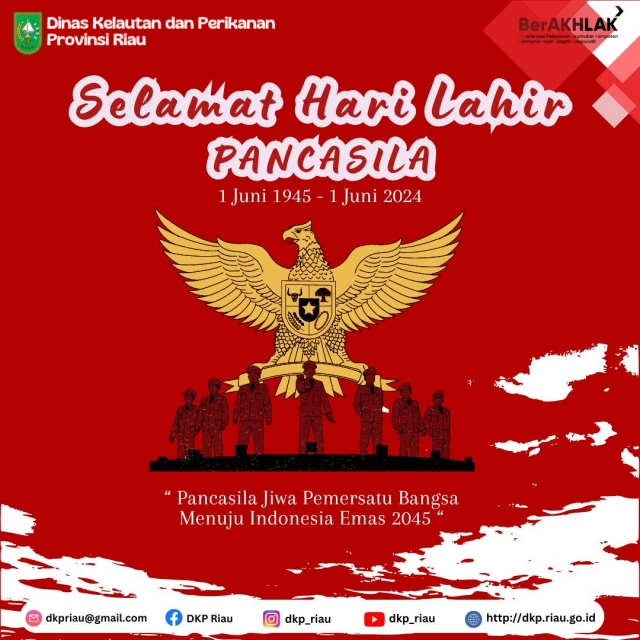 Dinas Kelautan dan Perikanan
Provinsi Riau
BerAKHLAK
Selamat Hari Lahir
PANCASILA
1 Juni 1945 - 1 Juni 2024
“ Pancasila Jiwa Pemersatu Bangsa
Menuju Indonesia Emas 2045 “
dkpriau@gmail.com
DKP Riau
dkp_riau
dkp_riau
http://dkp.riau.go.id